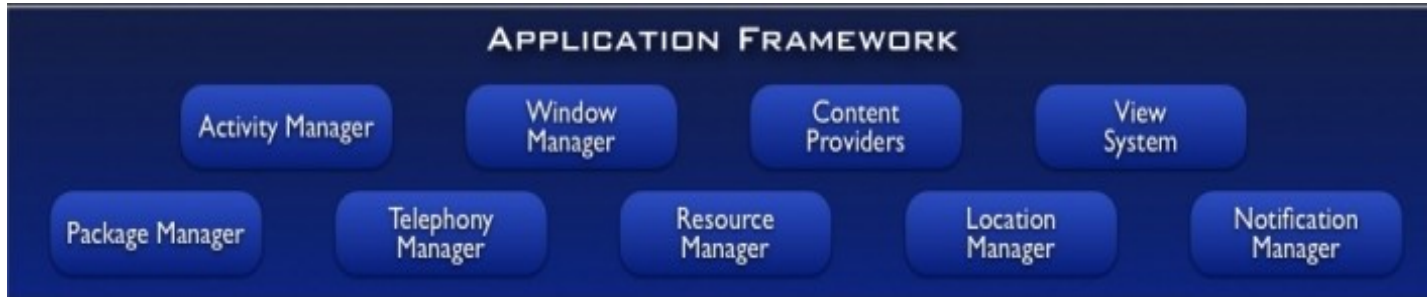 APPLICATION FRAMEWORK
Activity Manager
Window
Manager
Content
Providers
View
System
Package Manager
Telephony
Manager
Resource
Manager
Location
Manager
Notification
Manager